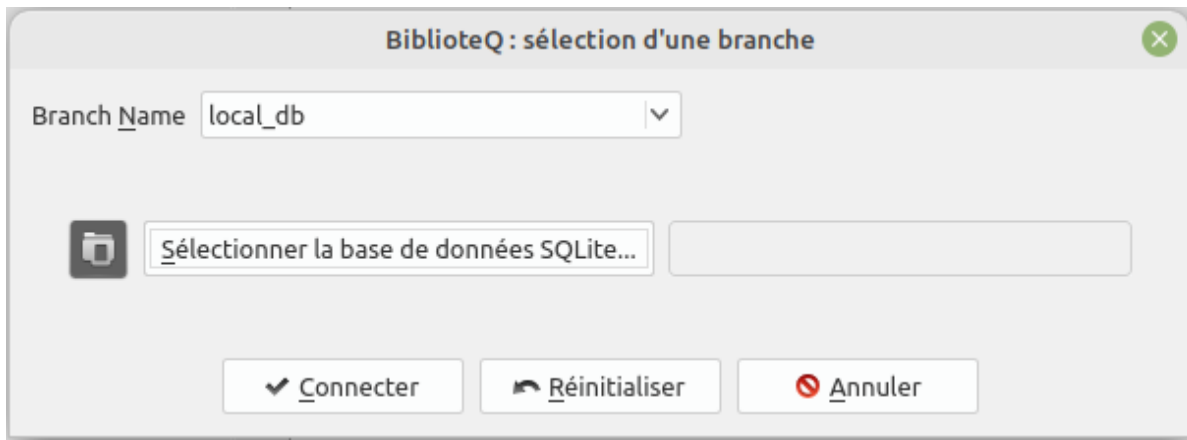 BiblioteQ : sélection d'une branche
Branch Name local_db
Sélectionner la base de données SQLite...
Connecter Réinitialiser Annuler